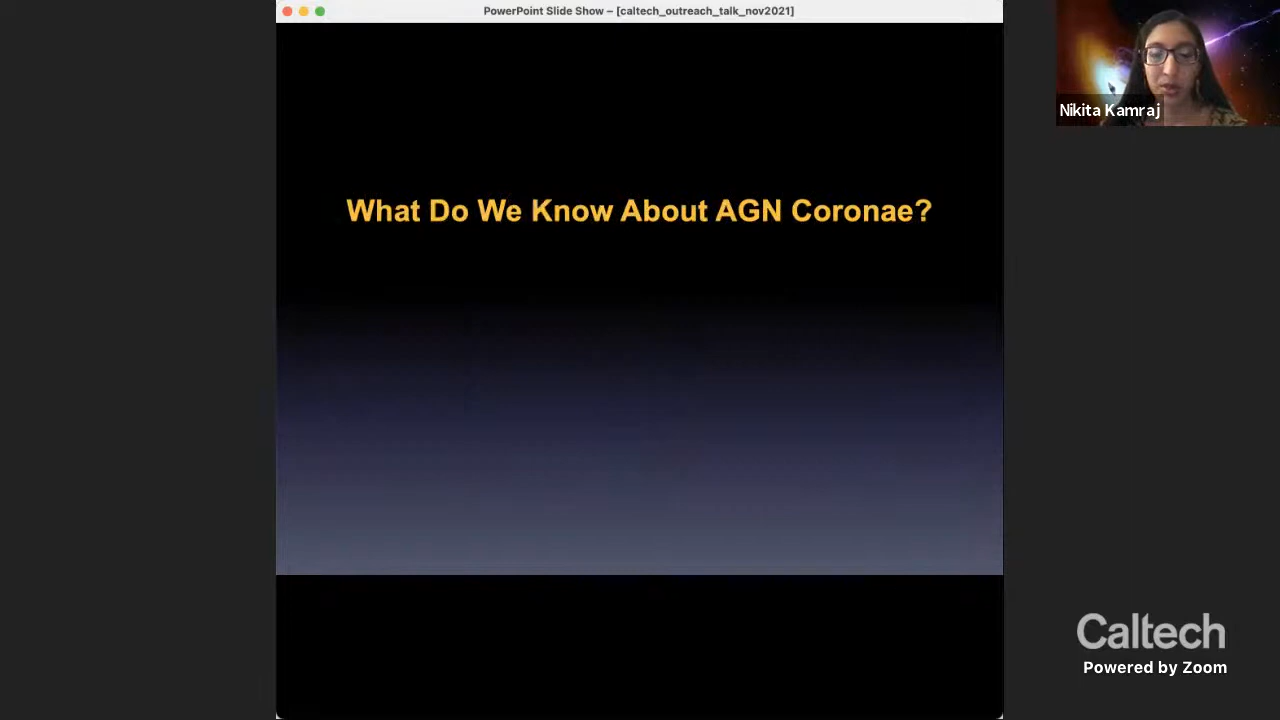 PowerPoint Slide Show – [caltech_outreach_talk_nov2021]
Nikita Kamraj
What Do We Know About AGN Coronae?
Caltech
Powered by Zoom